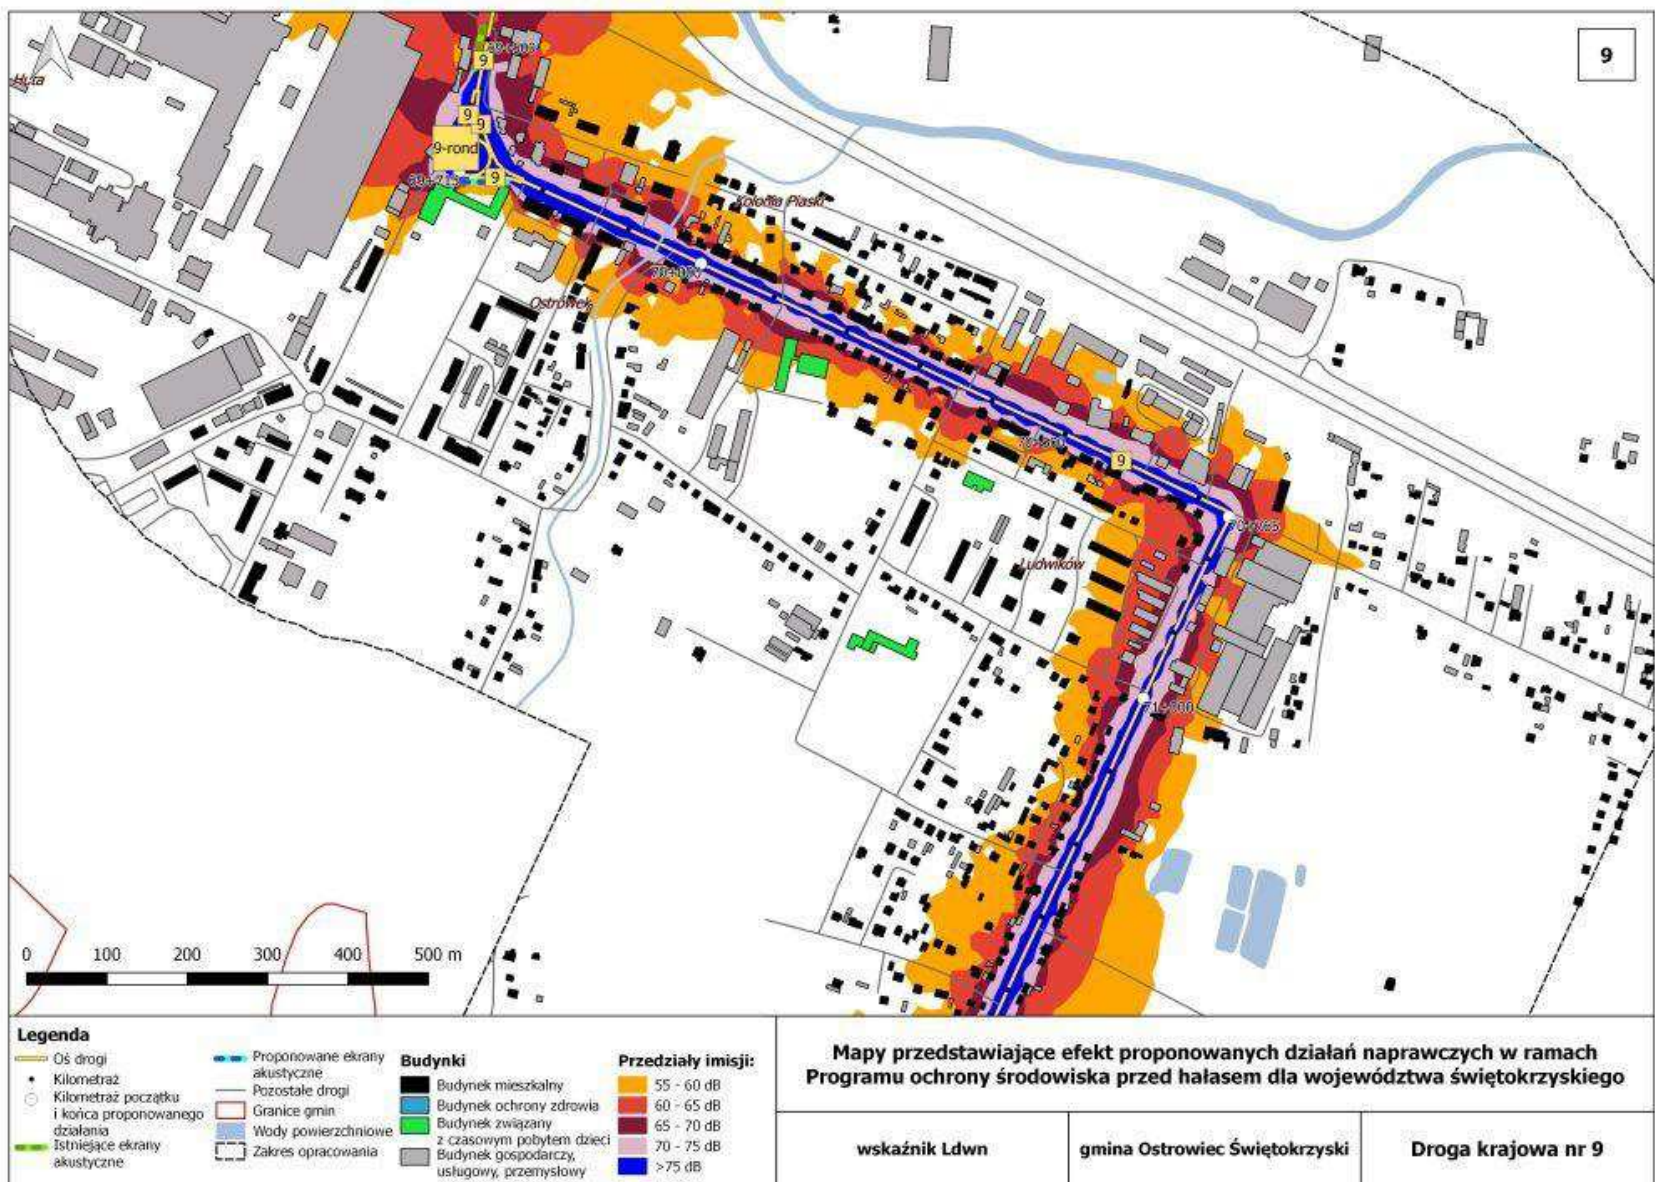 9
Huta
9
9
9
9-rond
9
Kolonia Piaski
Ostrówek
9
Ludwików
71+000
0 100 200 300 400 500 m
Legenda
Oś drogi
Kilometraż
Kilometraż początku
i końca proponowanego
działania
Istniejące ekrany
akustyczne
Proponowane ekrany
akustyczne
Pozostałe drogi
Granice gmin
Wody powierzchniowe
Zakres opracowania
Budynki
Budynek mieszkalny
Budynek ochrony zdrowia
Budynek związany
z czasowym pobytem dzieci
Budynek gospodarczy,
usługowy, przemysłowy
Przedziały imisji:
55 - 60 dB
60 - 65 dB
65 - 70 dB
70 - 75 dB
>75 dB
Mapy przedstawiające efekt proponowanych działań naprawczych w ramach
Programu ochrony środowiska przed hałasem dla województwa świętokrzyskiego
wskaźnik Ldwn
gmina Ostrowiec Świętokrzyski
Droga krajowa nr 9